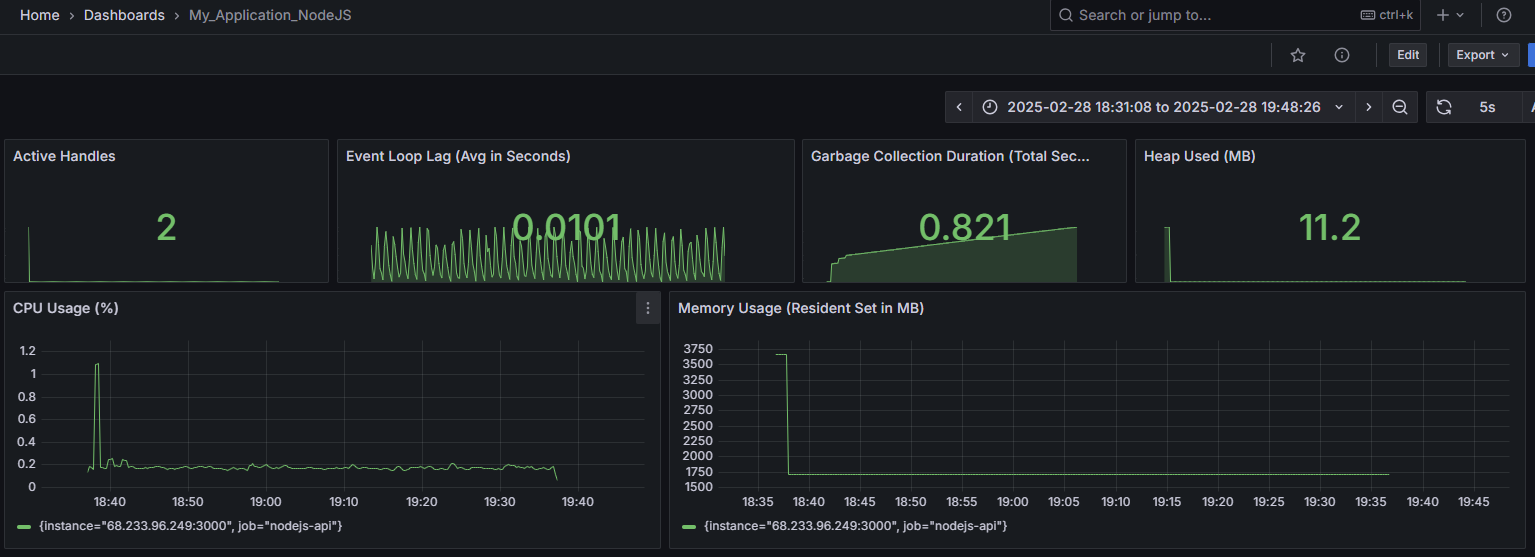 Home › Dashboards › My_Application_NodeJS
Search or jump to... ctrl+k
Edit Export
2025-02-28 18:31:08 to 2025-02-28 19:48:26 5s
Active Handles
2
Event Loop Lag (Avg in Seconds)
0.0101
Garbage Collection Duration (Total Sec...
0.821
Heap Used (MB)
11.2
CPU Usage (%)
1.2
1
0.8
0.6
0.4
0.2
0
18:40 18:50 19:00 19:10 19:20 19:30 19:40
{instance="68.233.96.249:3000", job="nodejs-api"}
Memory Usage (Resident Set in MB)
3750
3500
3250
3000
2750
2500
2250
2000
1750
1500
18:35 18:40 18:45 18:50 18:55 19:00 19:05 19:10 19:15 19:20 19:25 19:30 19:35 19:40 19:45
{instance="68.233.96.249:3000", job="nodejs-api"}